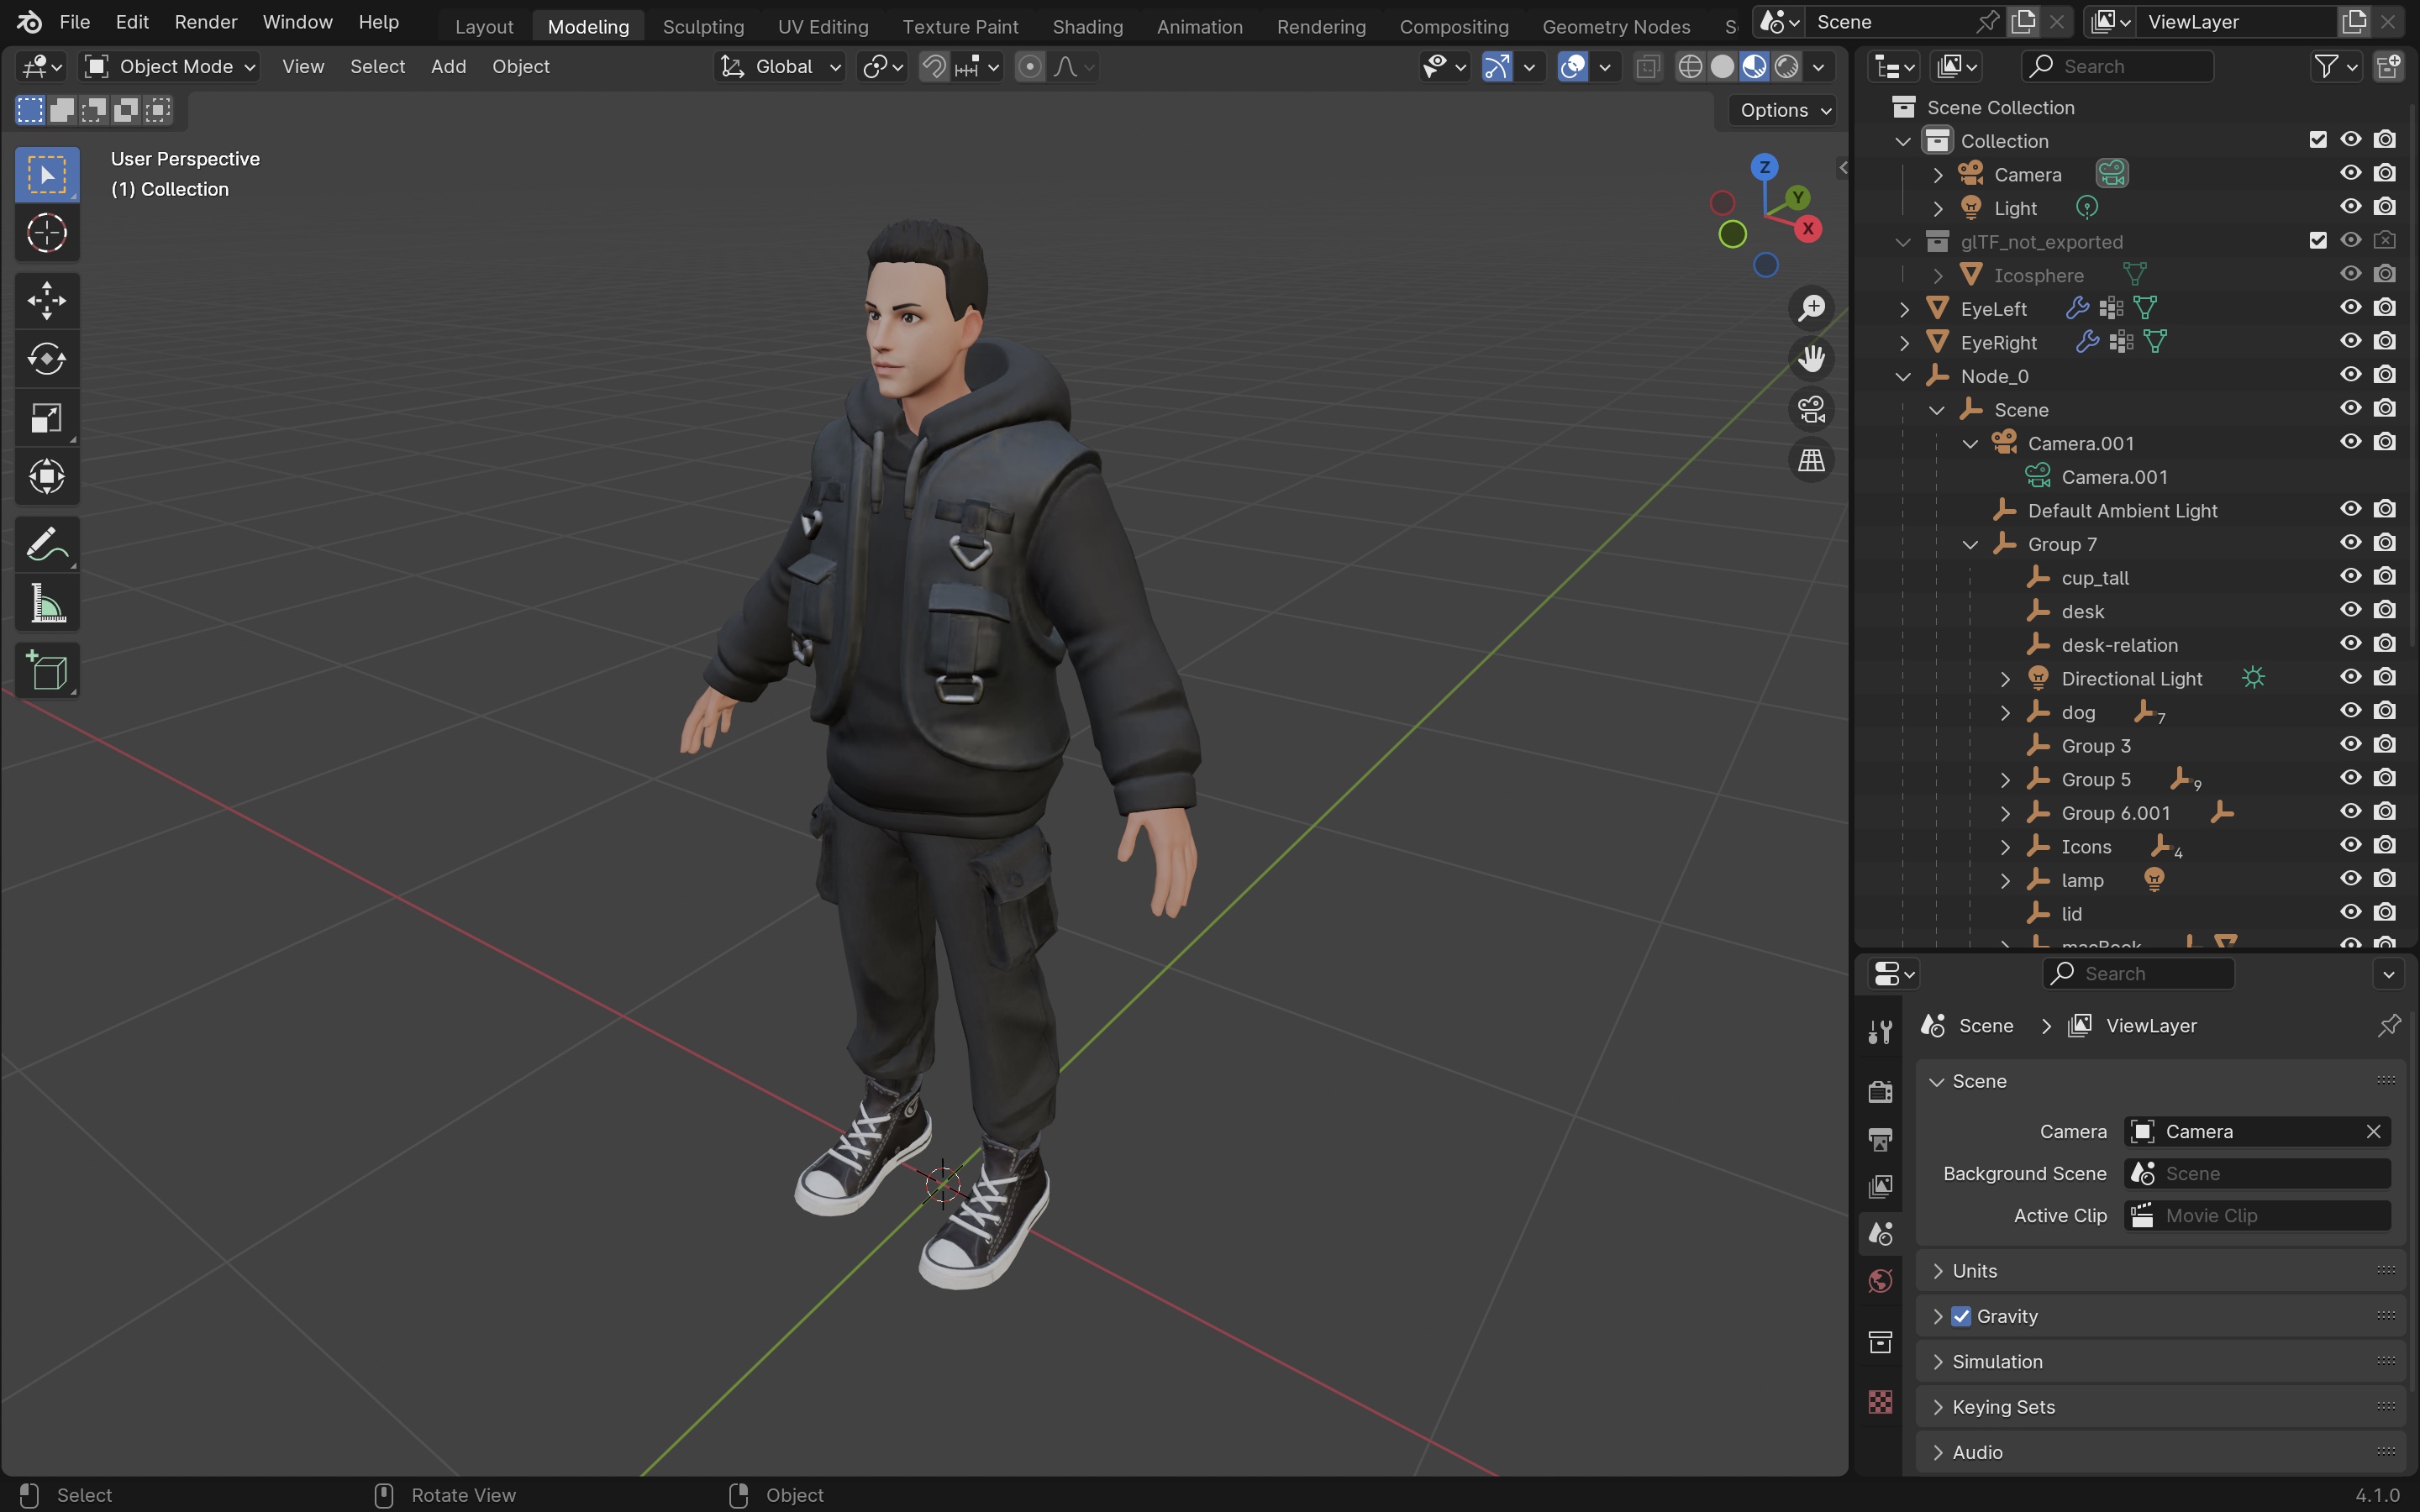 File Edit Render Window Help Layout Modeling Sculpting UV Editing Texture Paint Shading Animation Rendering Compositing Geometry Nodes Scene ViewLayer
Object Mode View Select Add Object Global Search
Options
User Perspective
(1) Collection
Z
Y
X
Scene Collection
Collection
Camera
Light
glTF_not_exported
Icosphere
EyeLeft
EyeRight
Node_0
Scene
Camera.001
Camera.001
Default Ambient Light
Group 7
cup_tall
desk
desk-relation
Directional Light
dog 7
Group 3
Group 5 9
Group 6.001
Icons 4
lamp
lid
macBook
Search
Scene ViewLayer
Scene
Camera Camera
Background Scene Scene
Active Clip Movie Clip
Units
Gravity
Simulation
Keying Sets
Audio
Select Rotate View Object 4.1.0